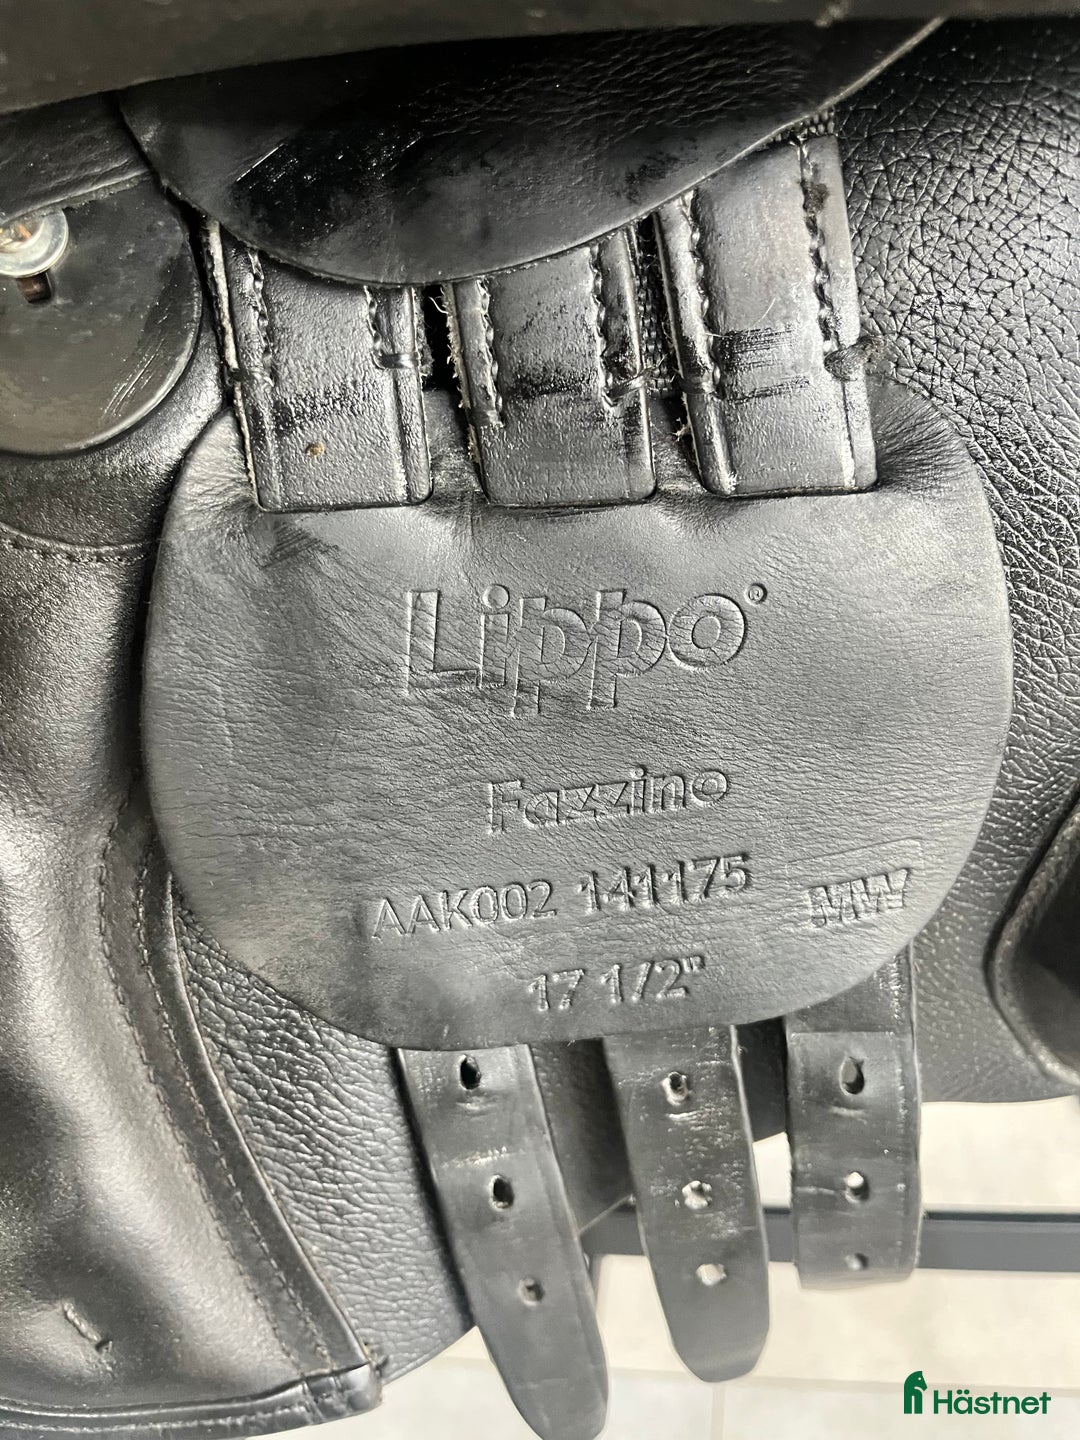 Lippo®
Fazzino
AAK002 141175 MW
17 1/2"
Hästnet